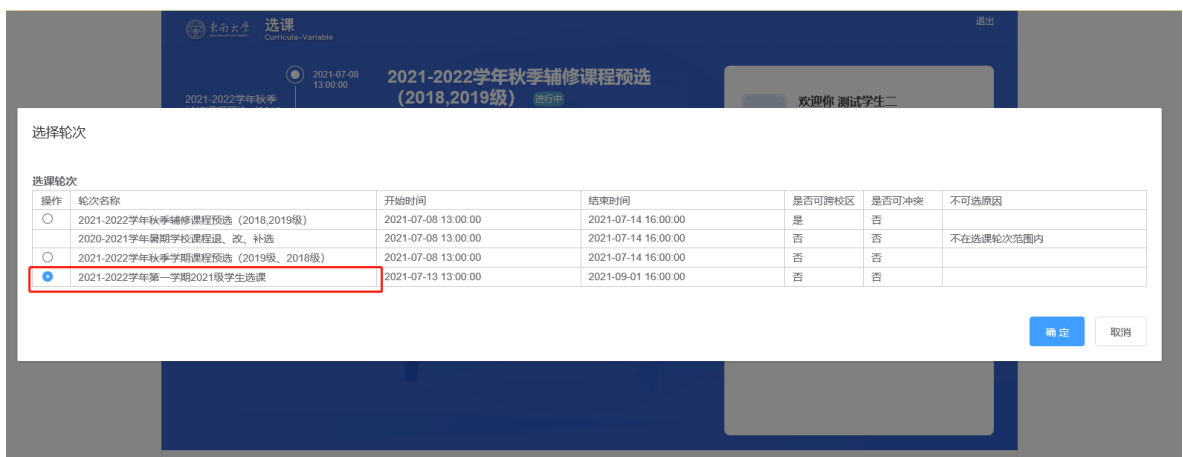 東南大學 选课
Curricula-Variable
退出
2021-07-08
13:00:00
2021-2022学年秋季
2021-2022学年秋季辅修课程预选
(2018,2019级) 进行中
欢迎你 测试学生二
选择轮次
选课轮次
操作 轮次名称 开始时间 结束时间 是否可跨校区 是否可冲突 不可选原因
2021-2022学年秋季辅修课程预选(2018,2019级) 2021-07-08 13:00:00 2021-07-14 16:00:00 是 否
2020-2021学年暑期学校课程退、改、补选 2021-07-08 13:00:00 2021-07-14 16:00:00 否 否 不在选课轮次范围内
2021-2022学年秋季学期课程预选(2019级、2018级) 2021-07-08 13:00:00 2021-07-14 16:00:00 否 否
2021-2022学年第一学期2021级学生选课 2021-07-13 13:00:00 2021-09-01 16:00:00 否 否
确定 取消